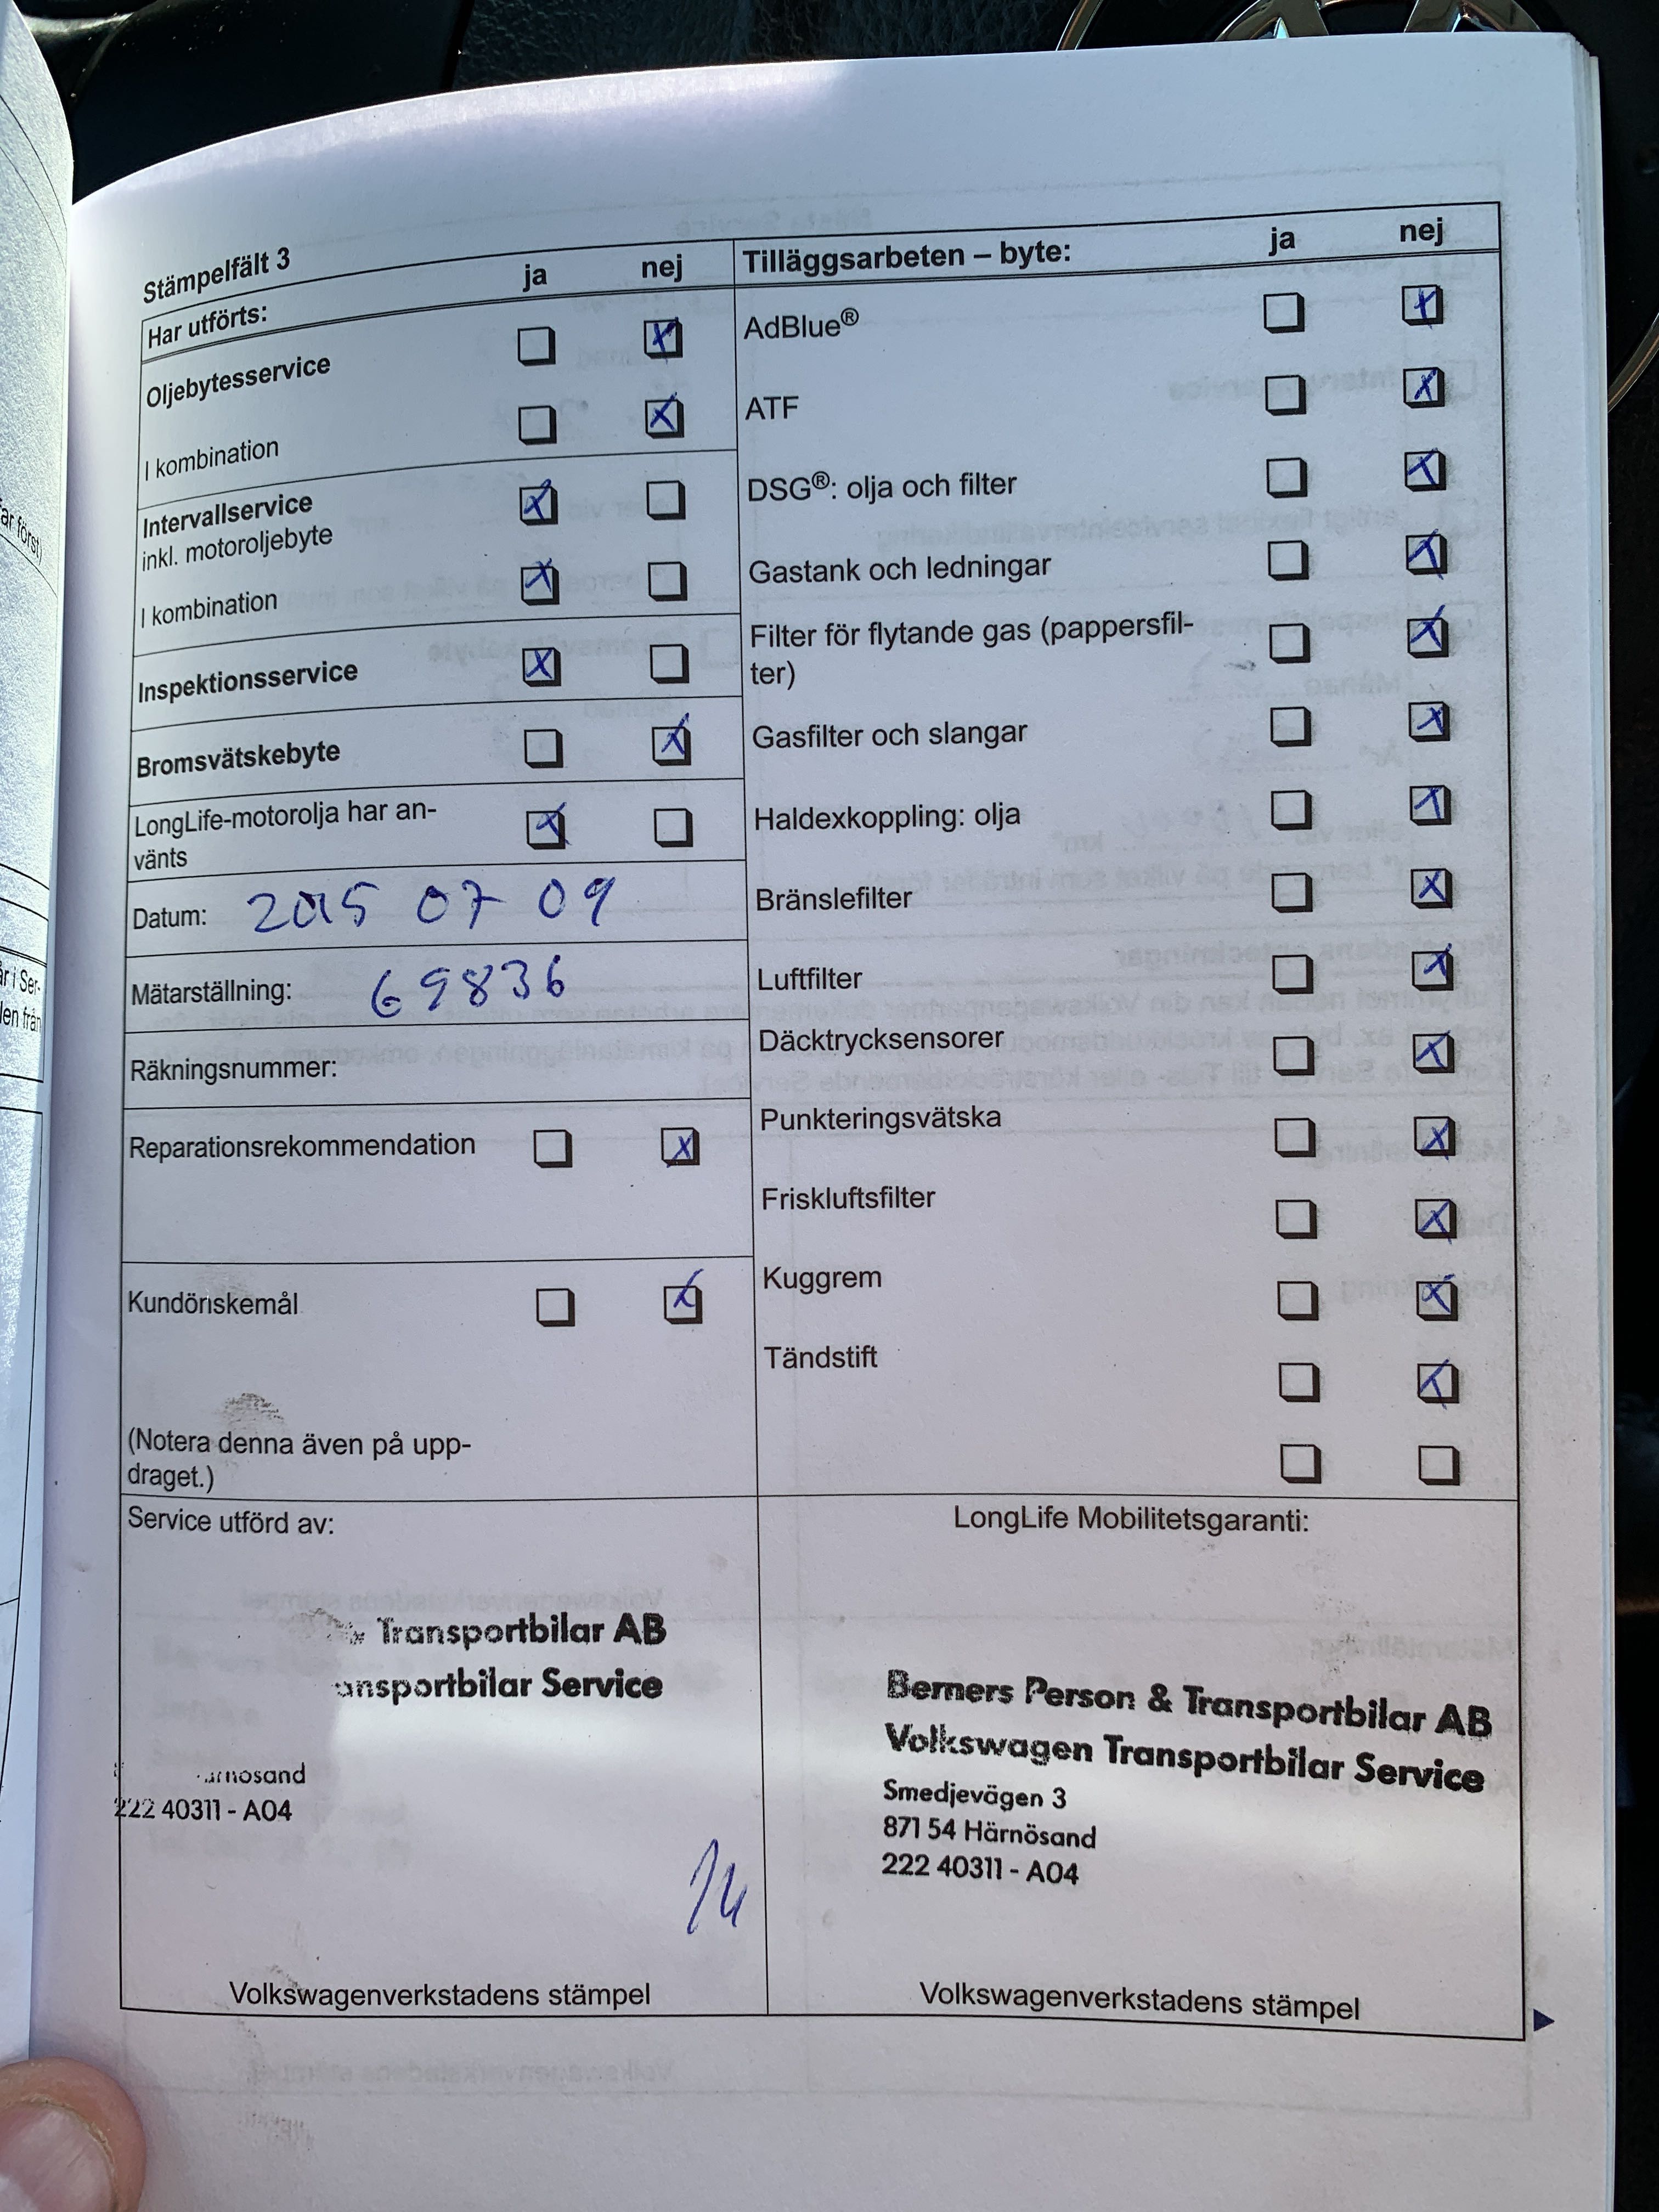 Stämpelfält 3
ja nej
Har utförts:
Oljebytesservice
I kombination
Intervallservice
inkl. motoroljebyte
I kombination
Inspektionsservice
Bromsvätskebyte
LongLife-motorolja har an-
vänts
Datum: 2015 07 09
Mätarställning: 69836
Räkningsnummer:
Reparationsrekommendation
Kundönskemål
(Notera denna även på upp-
draget.)
Tilläggsarbeten – byte: ja nej
AdBlue®
ATF
DSG®: olja och filter
Gastank och ledningar
Filter för flytande gas (pappersfil-
ter)
Gasfilter och slangar
Haldexkoppling: olja
Bränslefilter
Luftfilter
Däcktrycksensorer
Punkteringsvätska
Friskluftsfilter
Kuggrem
Tändstift
Service utförd av:
Transportbilar AB
ansportbilar Service
rnösand
222 40311 - A04
Volkswagenverkstadens stämpel
LongLife Mobilitetsgaranti:
Berners Person & Transportbilar AB
Volkswagen Transportbilar Service
Smedjevägen 3
871 54 Härnösand
222 40311 - A04
Volkswagenverkstadens stämpel